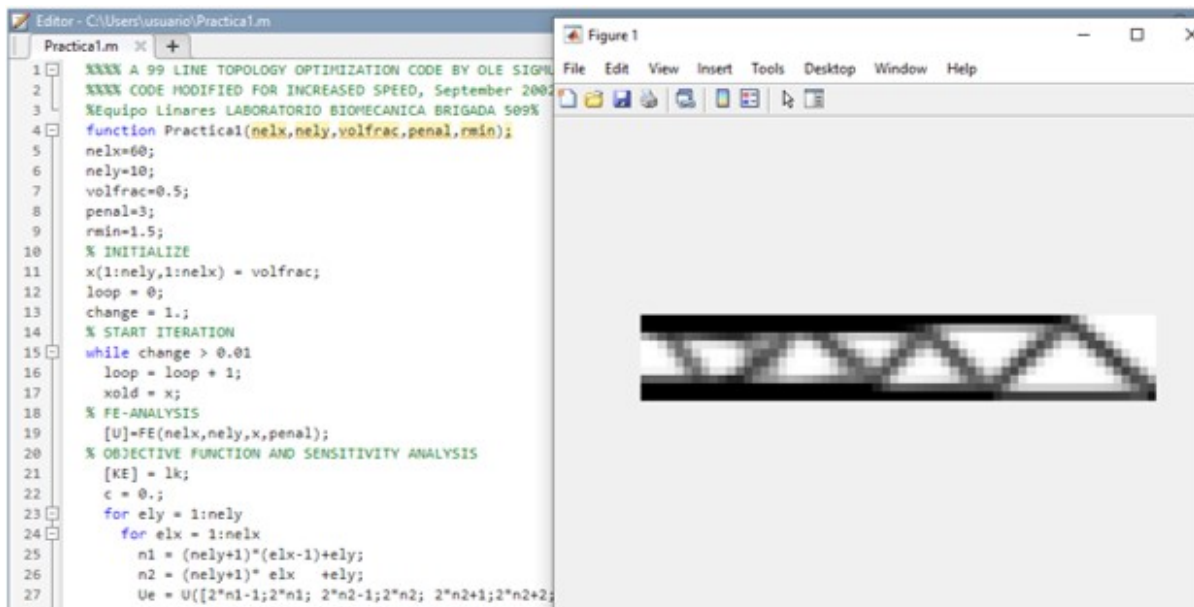 Editor - C:\Users\usuario\Practica1.m
Practica1.m
1 %%%% A 99 LINE TOPOLOGY OPTIMIZATION CODE BY OLE SIGMU
2 %%%% CODE MODIFIED FOR INCREASED SPEED, September 2002
3 %Equipo Linares LABORATORIO BIOMECANICA BRIGADA 509%
4 function Practica1(nelx,nely,volfrac,penal,rmin);
5 nelx=60;
6 nely=10;
7 volfrac=0.5;
8 penal=3;
9 rmin=1.5;
10 % INITIALIZE
11 x(1:nely,1:nelx) = volfrac;
12 loop = 0;
13 change = 1.;
14 % START ITERATION
15 while change > 0.01
16 loop = loop + 1;
17 xold = x;
18 % FE-ANALYSIS
19 [U]=FE(nelx,nely,x,penal);
20 % OBJECTIVE FUNCTION AND SENSITIVITY ANALYSIS
21 [KE] = lk;
22 c = 0.;
23 for ely = 1:nely
24 for elx = 1:nelx
25 n1 = (nely+1)*(elx-1)+ely;
26 n2 = (nely+1)* elx   +ely;
27 Ue = U([2*n1-1;2*n1; 2*n2-1;2*n2; 2*n2+1;2*n2+2;
Figure 1
File Edit View Insert Tools Desktop Window Help